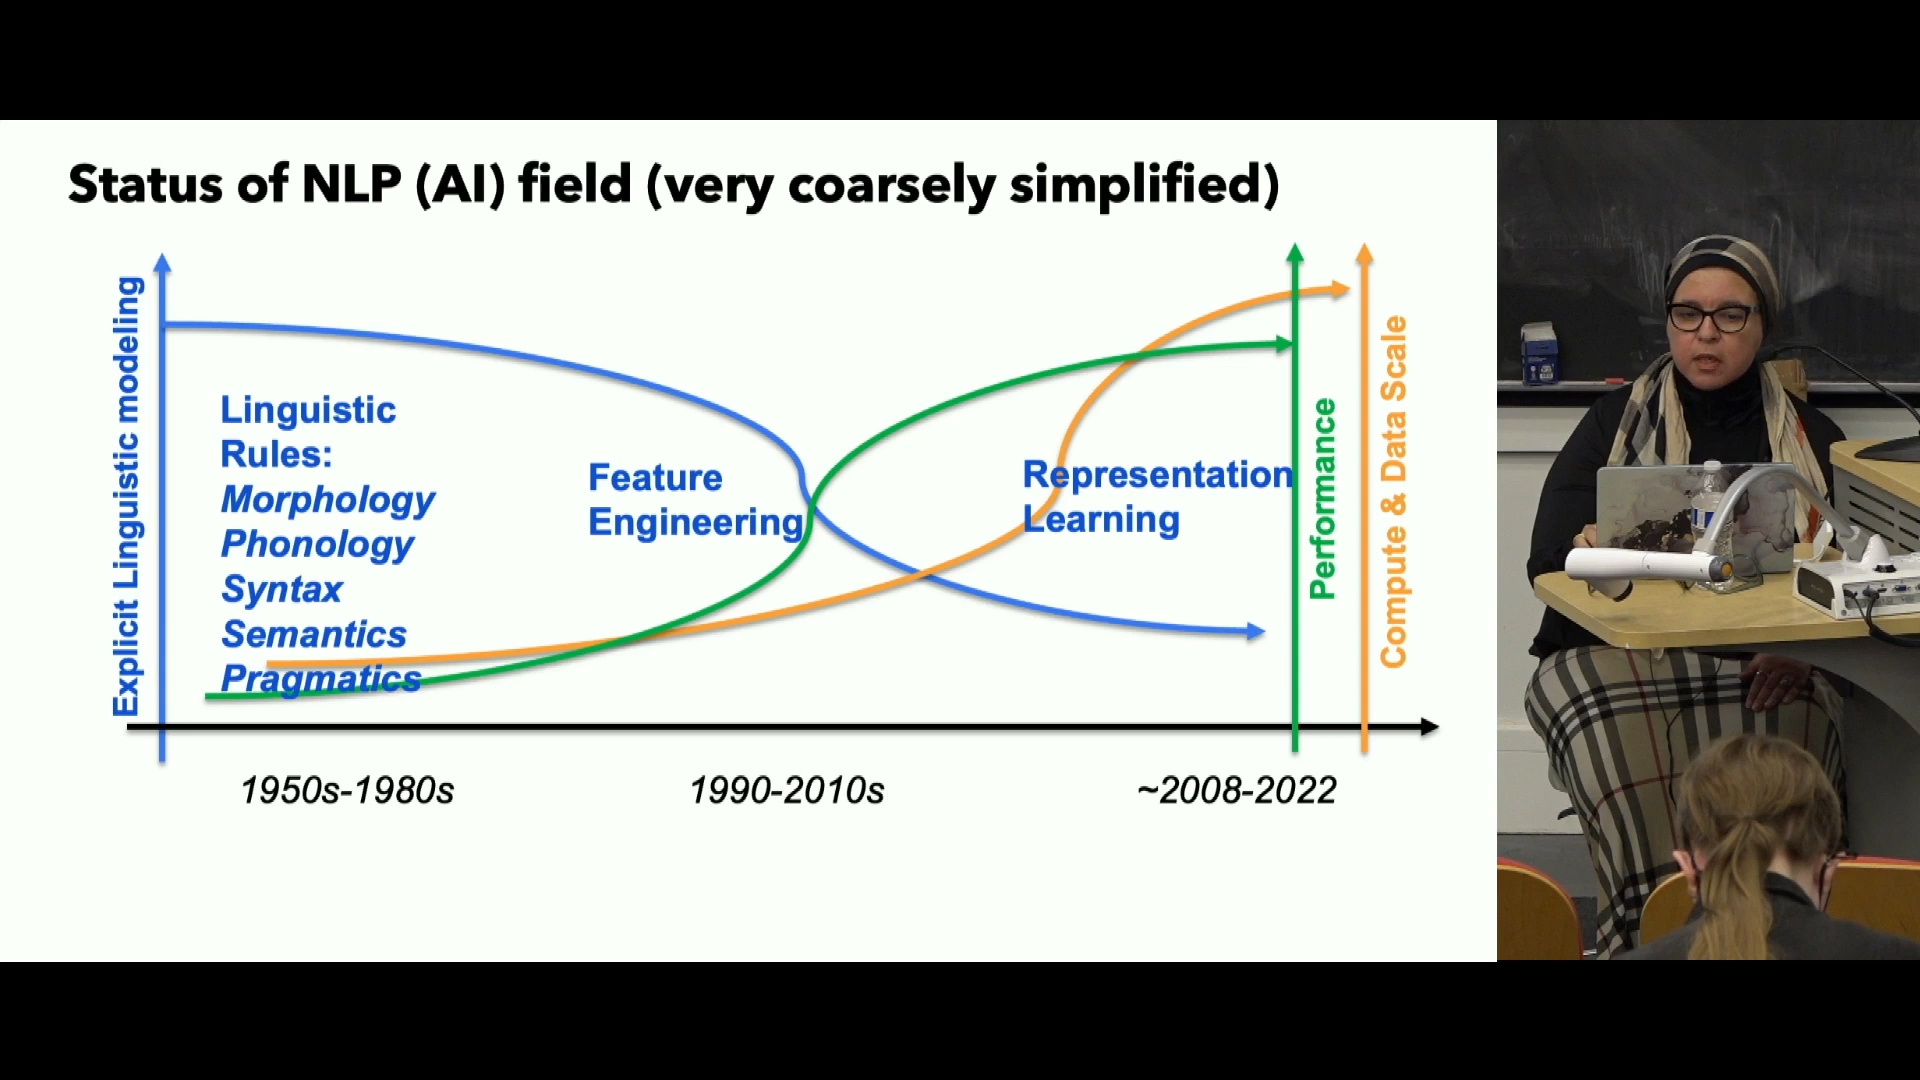 Status of NLP (AI) field (very coarsely simplified)
Explicit Linguistic modeling
Linguistic
Rules:
Morphology
Phonology
Syntax
Semantics
Pragmatics
Feature
Engineering
Representation
Learning
Performance
Compute & Data Scale
1950s-1980s
1990-2010s
~2008-2022